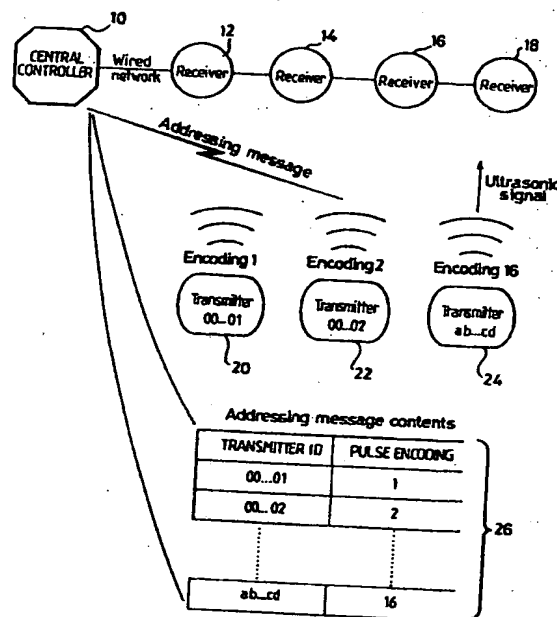 10
12
14
16
18
CENTRAL
CONTROLLER
Wired
network
Receiver
Receiver
Receiver
Receiver
Addressing message
Ultrasonic
signal
Encoding 1
Encoding 2
Encoding 16
Transmitter
00...01
Transmitter
00...02
Transmitter
ab...cd
20
22
24
Addressing message contents
TRANSMITTER ID PULSE ENCODING
00...01 1
00...02 2
26
ab...cd 16